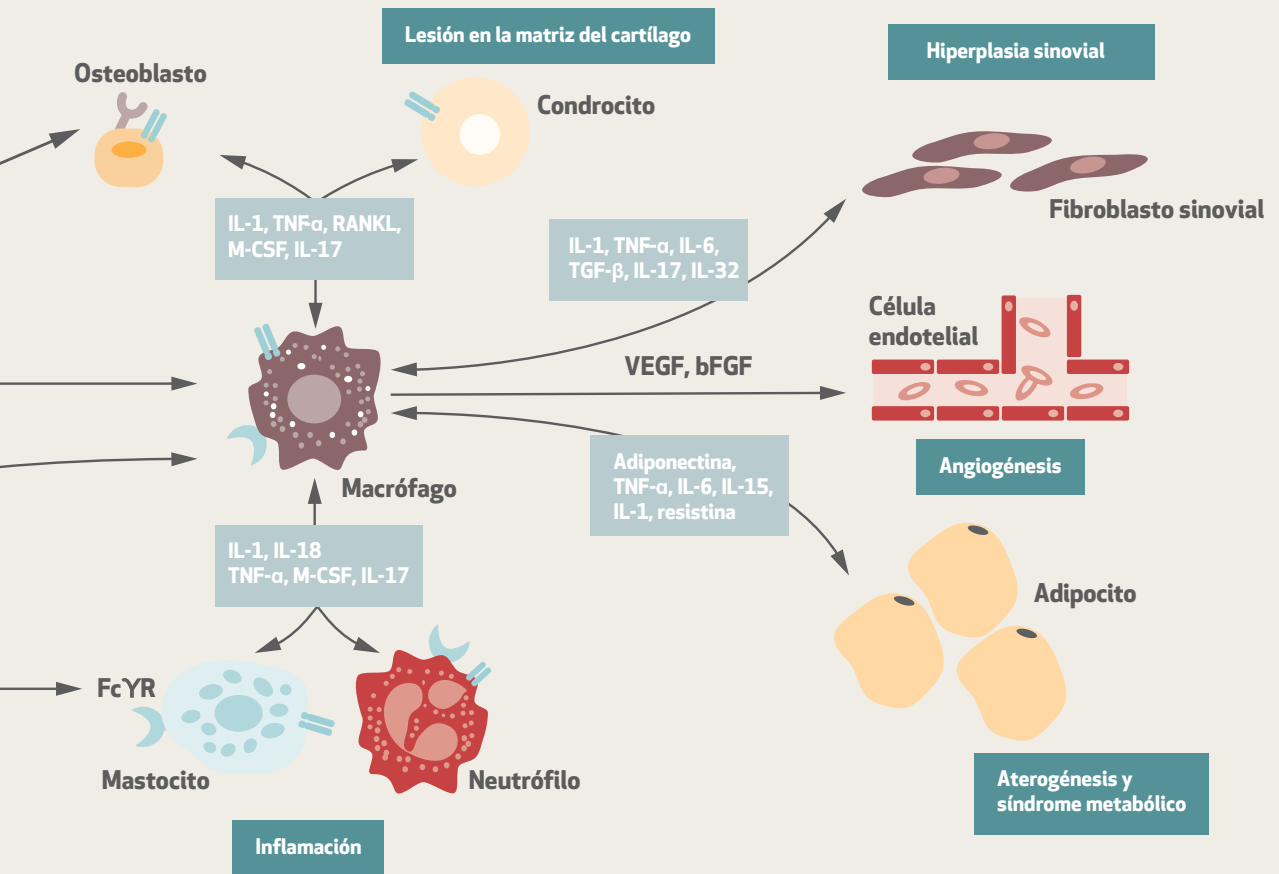 Lesión en la matriz del cartílago
Hiperplasia sinovial
Osteoblasto
Condrocito
Fibroblasto sinovial
IL-1, TNF-α, RANKL,
M-CSF, IL-17
IL-1, TNF-α, IL-6,
TGF-β, IL-17, IL-32
Célula
endotelial
VEGF, bFGF
Angiogénesis
Adiponectina,
TNF-α, IL-6, IL-15,
IL-1, resistina
Macrófago
IL-1, IL-18
TNF-α, M-CSF, IL-17
Adipocito
FcϒR
Mastocito
Neutrófilo
Aterogénesis y
síndrome metabólico
Inflamación